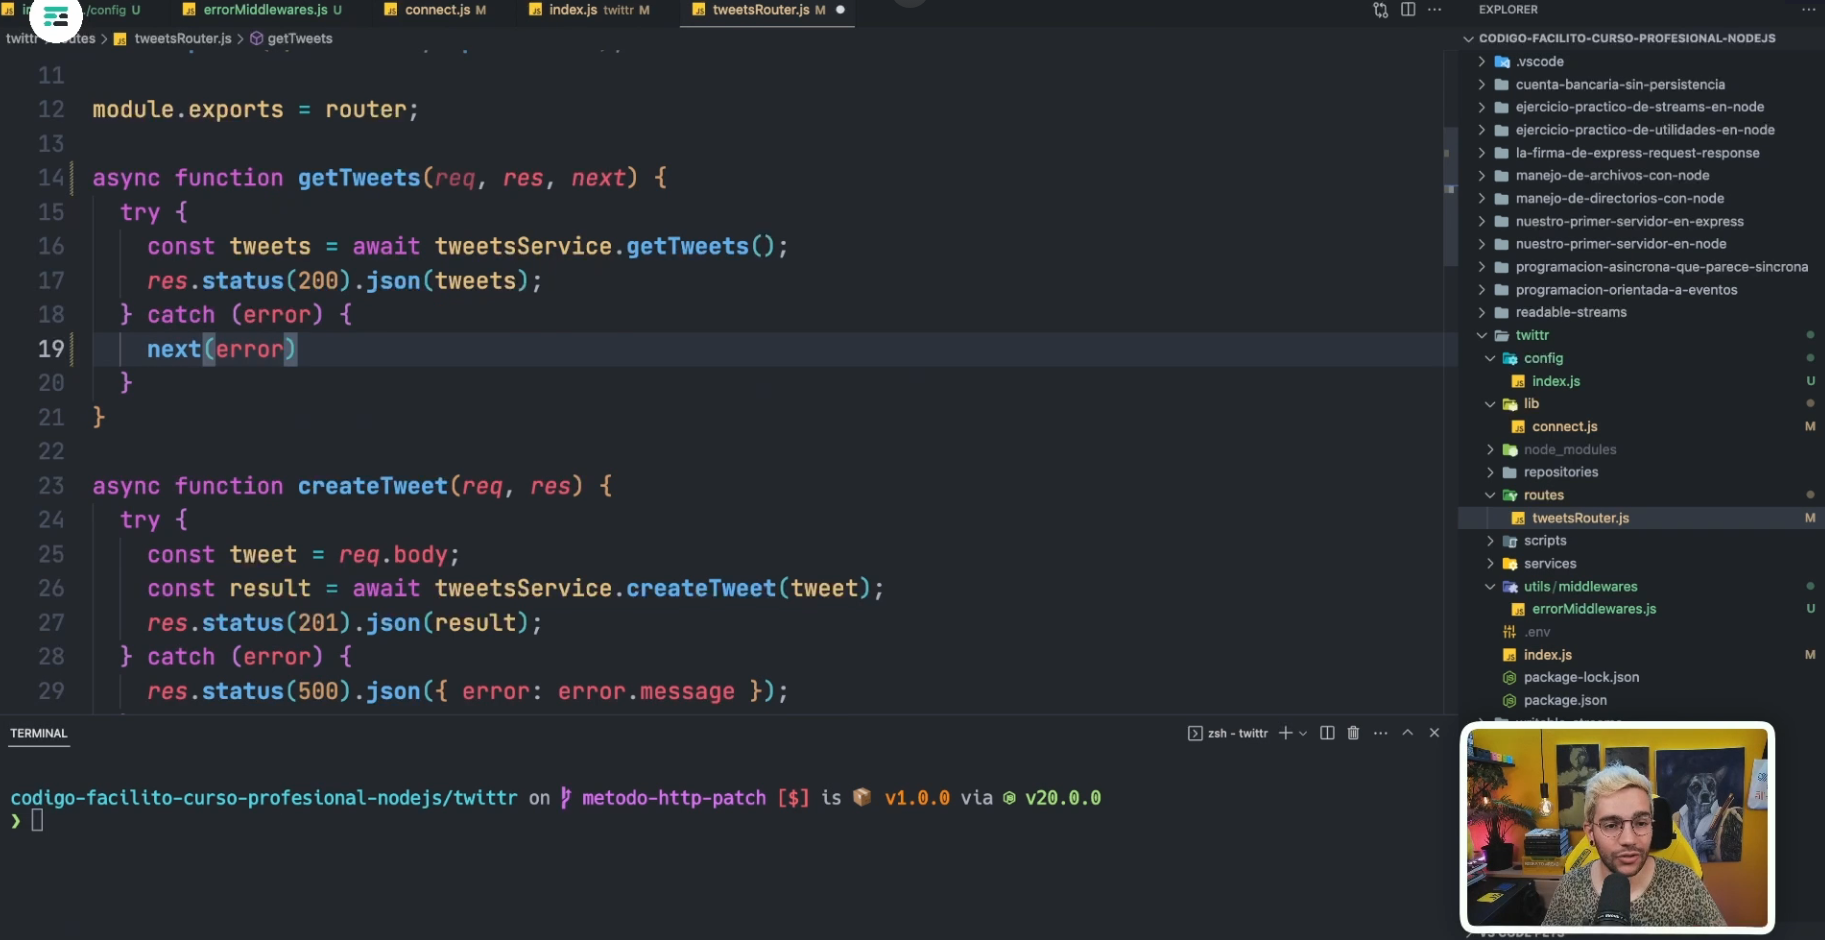 ./config U
errorMiddlewares.js U
connect.js M
index.js twittr M
tweetsRouter.js M
twittr
tweetsRouter.js
getTweets
11
12 module.exports = router;
13
14 async function getTweets(req, res, next) {
15 try {
16 const tweets = await tweetsService.getTweets();
17 res.status(200).json(tweets);
18 } catch (error) {
19 next(error)
20 }
21 }
22
23 async function createTweet(req, res) {
24 try {
25 const tweet = req.body;
26 const result = await tweetsService.createTweet(tweet);
27 res.status(201).json(result);
28 } catch (error) {
29 res.status(500).json({ error: error.message });
TERMINAL
zsh - twittr
codigo-facilito-curso-profesional-nodejs/twittr on metodo-http-patch [$] is v1.0.0 via v20.0.0
❯
EXPLORER
CODIGO-FACILITO-CURSO-PROFESIONAL-NODEJS
.vscode
cuenta-bancaria-sin-persistencia
ejercicio-practico-de-streams-en-node
ejercicio-practico-de-utilidades-en-node
la-firma-de-express-request-response
manejo-de-archivos-con-node
manejo-de-directorios-con-node
nuestro-primer-servidor-en-express
nuestro-primer-servidor-en-node
programacion-asincrona-que-parece-sincrona
programacion-orientada-a-eventos
readable-streams
twittr
config
index.js U
lib
connect.js M
node_modules
repositories
routes
tweetsRouter.js M
scripts
services
utils/middlewares
errorMiddlewares.js U
.env
index.js M
package-lock.json
package.json